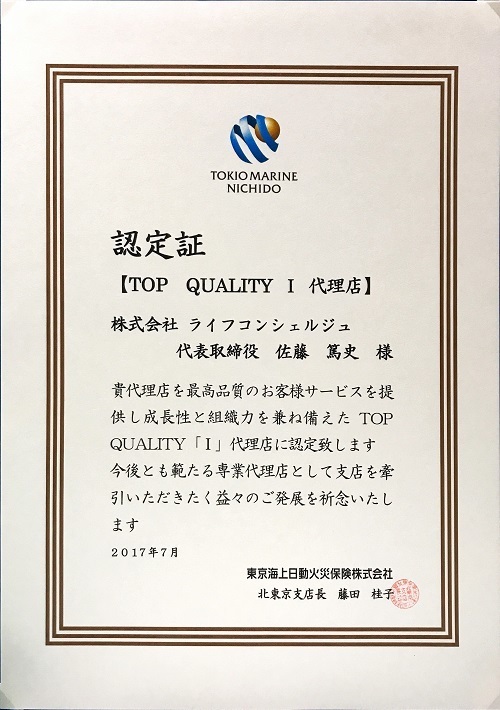 TOKIO MARINE
NICHIDO
認定証
【TOP QUALITY Ⅰ 代理店】
株式会社 ライフコンシェルジュ
代表取締役 佐藤 篤史 様
貴代理店を最高品質のお客様サービスを提
供し成長性と組織力を兼ね備えた TOP
QUALITY「Ⅰ」代理店に認定致します
今後とも範たる専業代理店として支店を牽
引いただきたく益々のご発展を祈念いたし
ます
2017年7月
東京海上日動火災保険株式会社
北東京支店長 藤田 桂子